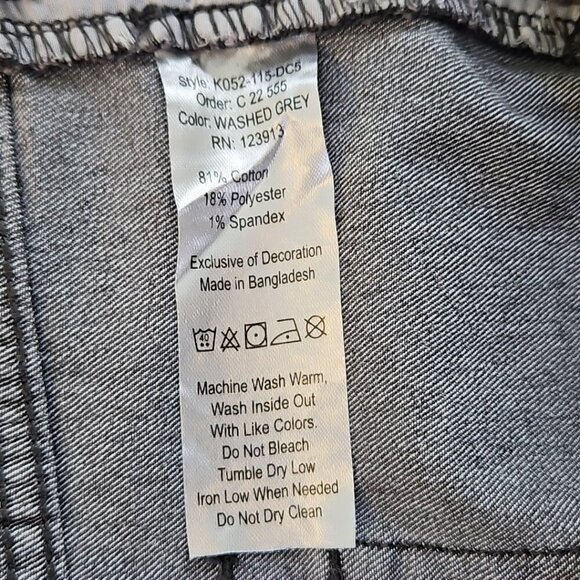 Style: K052-115-DC5
Order: C 22 555
Color: WASHED GREY
RN: 123913
81% Cotton
18% Polyester
1% Spandex
Exclusive of Decoration
Made in Bangladesh
40
Machine Wash Warm,
Wash Inside Out
With Like Colors.
Do Not Bleach
Tumble Dry Low
Iron Low When Needed
Do Not Dry Clean